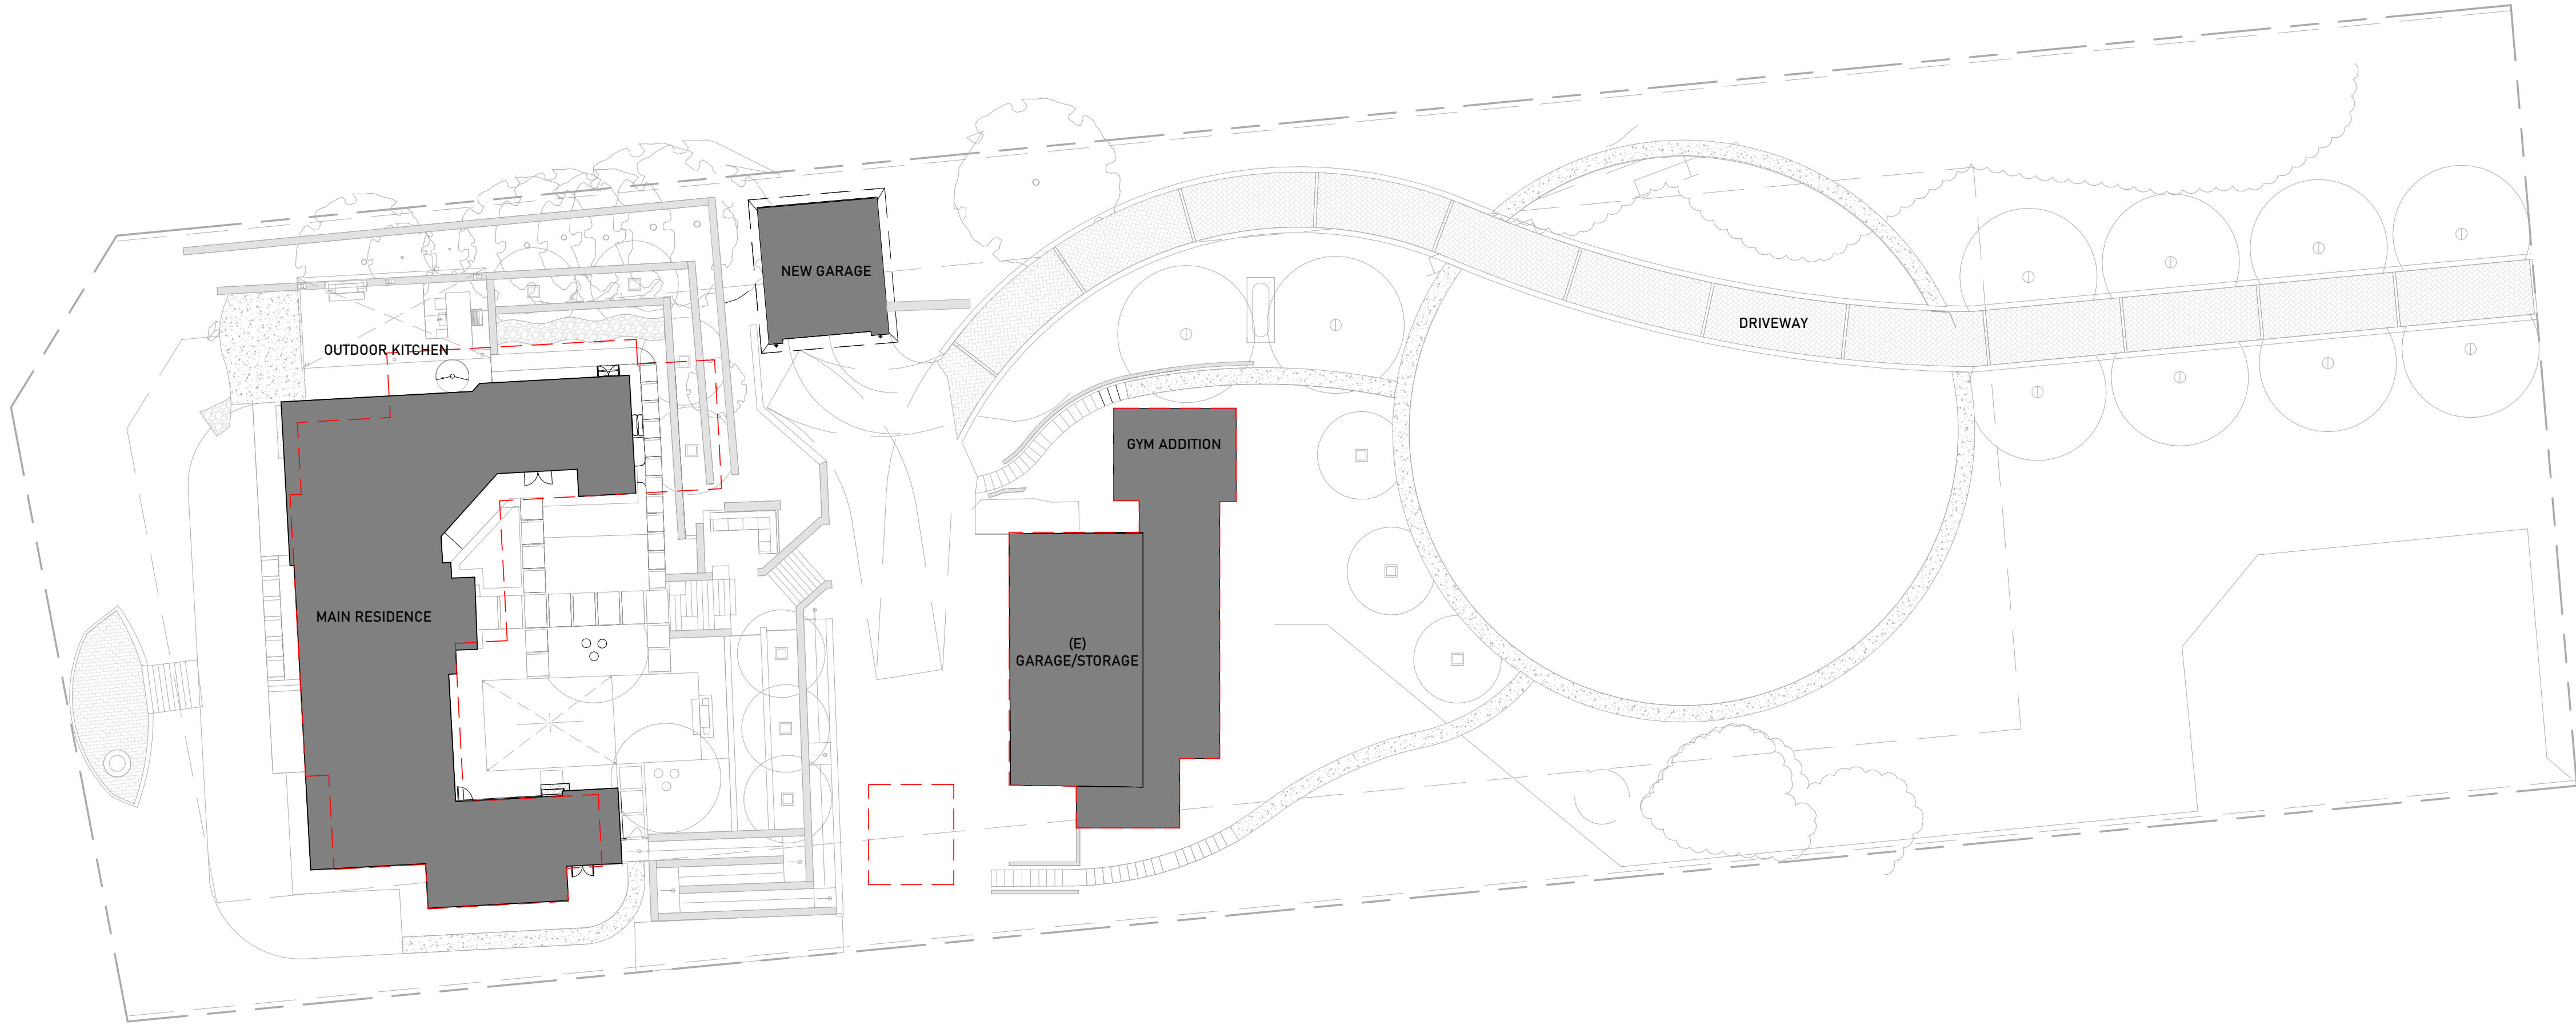 NEW GARAGE
DRIVEWAY
OUTDOOR KITCHEN
GYM ADDITION
MAIN RESIDENCE
(E)
GARAGE/STORAGE